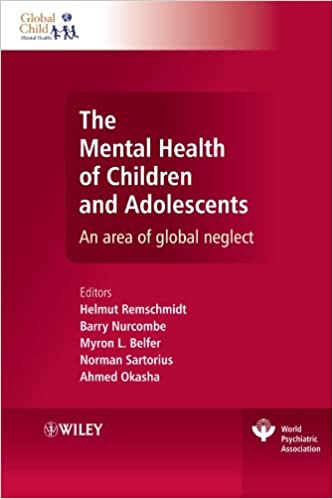 Global
Child
Mental Health
The
Mental Health
of Children
and Adolescents
An area of global neglect
Editors
Helmut Remschmidt
Barry Nurcombe
Myron L. Belfer
Norman Sartorius
Ahmed Okasha
WILEY
World
Psychiatric
Association